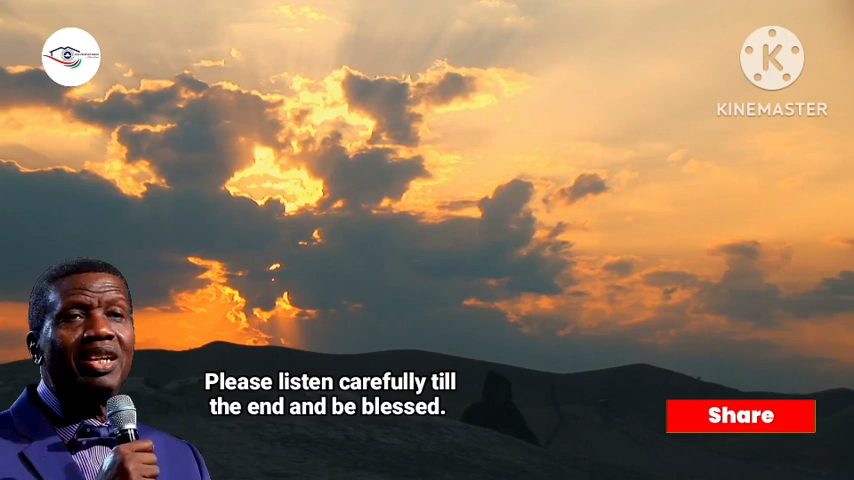 KINEMASTER
Please listen carefully till
the end and be blessed.
Share